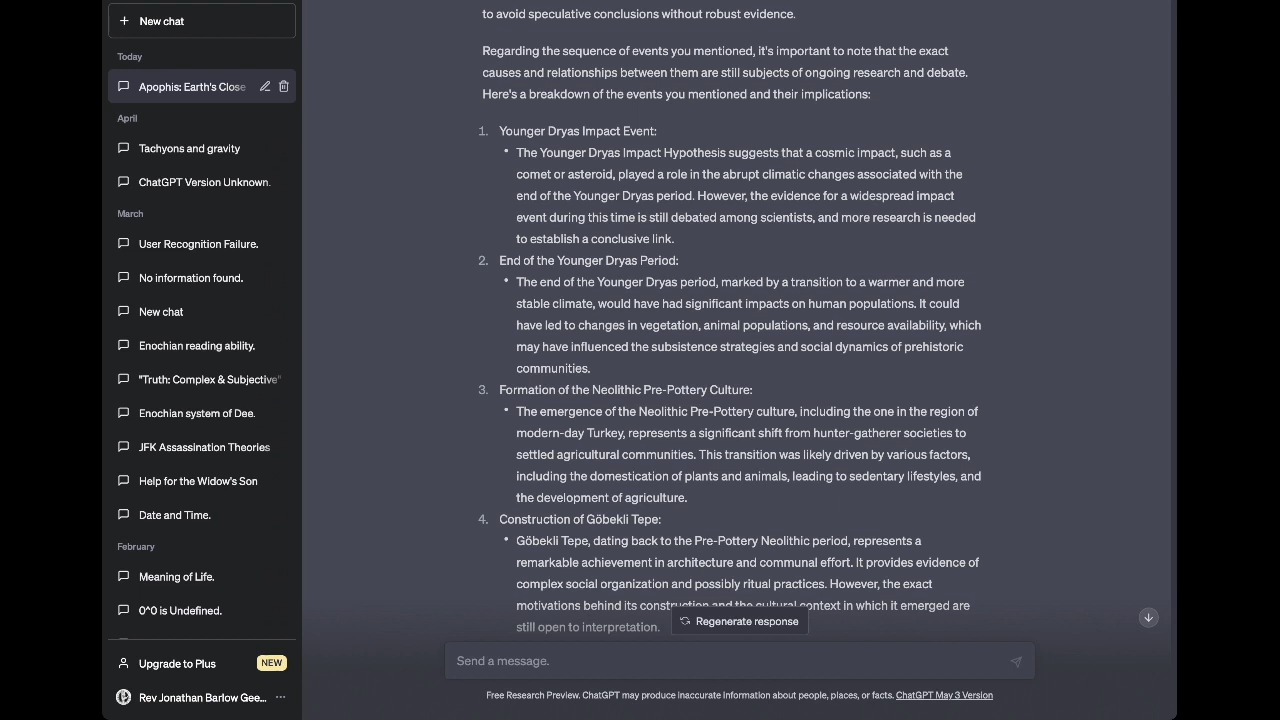 New chat
Today
Apophis: Earth's Close
April
Tachyons and gravity
ChatGPT Version Unknown.
March
User Recognition Failure.
No information found.
New chat
Enochian reading ability.
"Truth: Complex & Subjective"
Enochian system of Dee.
JFK Assassination Theories
Help for the Widow's Son
Date and Time.
February
Meaning of Life.
0^0 is Undefined.
Upgrade to Plus
NEW
Rev Jonathan Barlow Gee...
to avoid speculative conclusions without robust evidence.
Regarding the sequence of events you mentioned, it's important to note that the exact
causes and relationships between them are still subjects of ongoing research and debate.
Here's a breakdown of the events you mentioned and their implications:
1. Younger Dryas Impact Event:
• The Younger Dryas Impact Hypothesis suggests that a cosmic impact, such as a
comet or asteroid, played a role in the abrupt climatic changes associated with the
end of the Younger Dryas period. However, the evidence for a widespread impact
event during this time is still debated among scientists, and more research is needed
to establish a conclusive link.
2. End of the Younger Dryas Period:
• The end of the Younger Dryas period, marked by a transition to a warmer and more
stable climate, would have had significant impacts on human populations. It could
have led to changes in vegetation, animal populations, and resource availability, which
may have influenced the subsistence strategies and social dynamics of prehistoric
communities.
3. Formation of the Neolithic Pre-Pottery Culture:
• The emergence of the Neolithic Pre-Pottery culture, including the one in the region of
modern-day Turkey, represents a significant shift from hunter-gatherer societies to
settled agricultural communities. This transition was likely driven by various factors,
including the domestication of plants and animals, leading to sedentary lifestyles, and
the development of agriculture.
4. Construction of Göbekli Tepe:
• Göbekli Tepe, dating back to the Pre-Pottery Neolithic period, represents a
remarkable achievement in architecture and communal effort. It provides evidence of
complex social organization and possibly ritual practices. However, the exact
motivations behind its construction and the cultural context in which it emerged are
still open to interpretation.
Regenerate response
Send a message.
Free Research Preview. ChatGPT may produce inaccurate information about people, places, or facts. ChatGPT May 3 Version